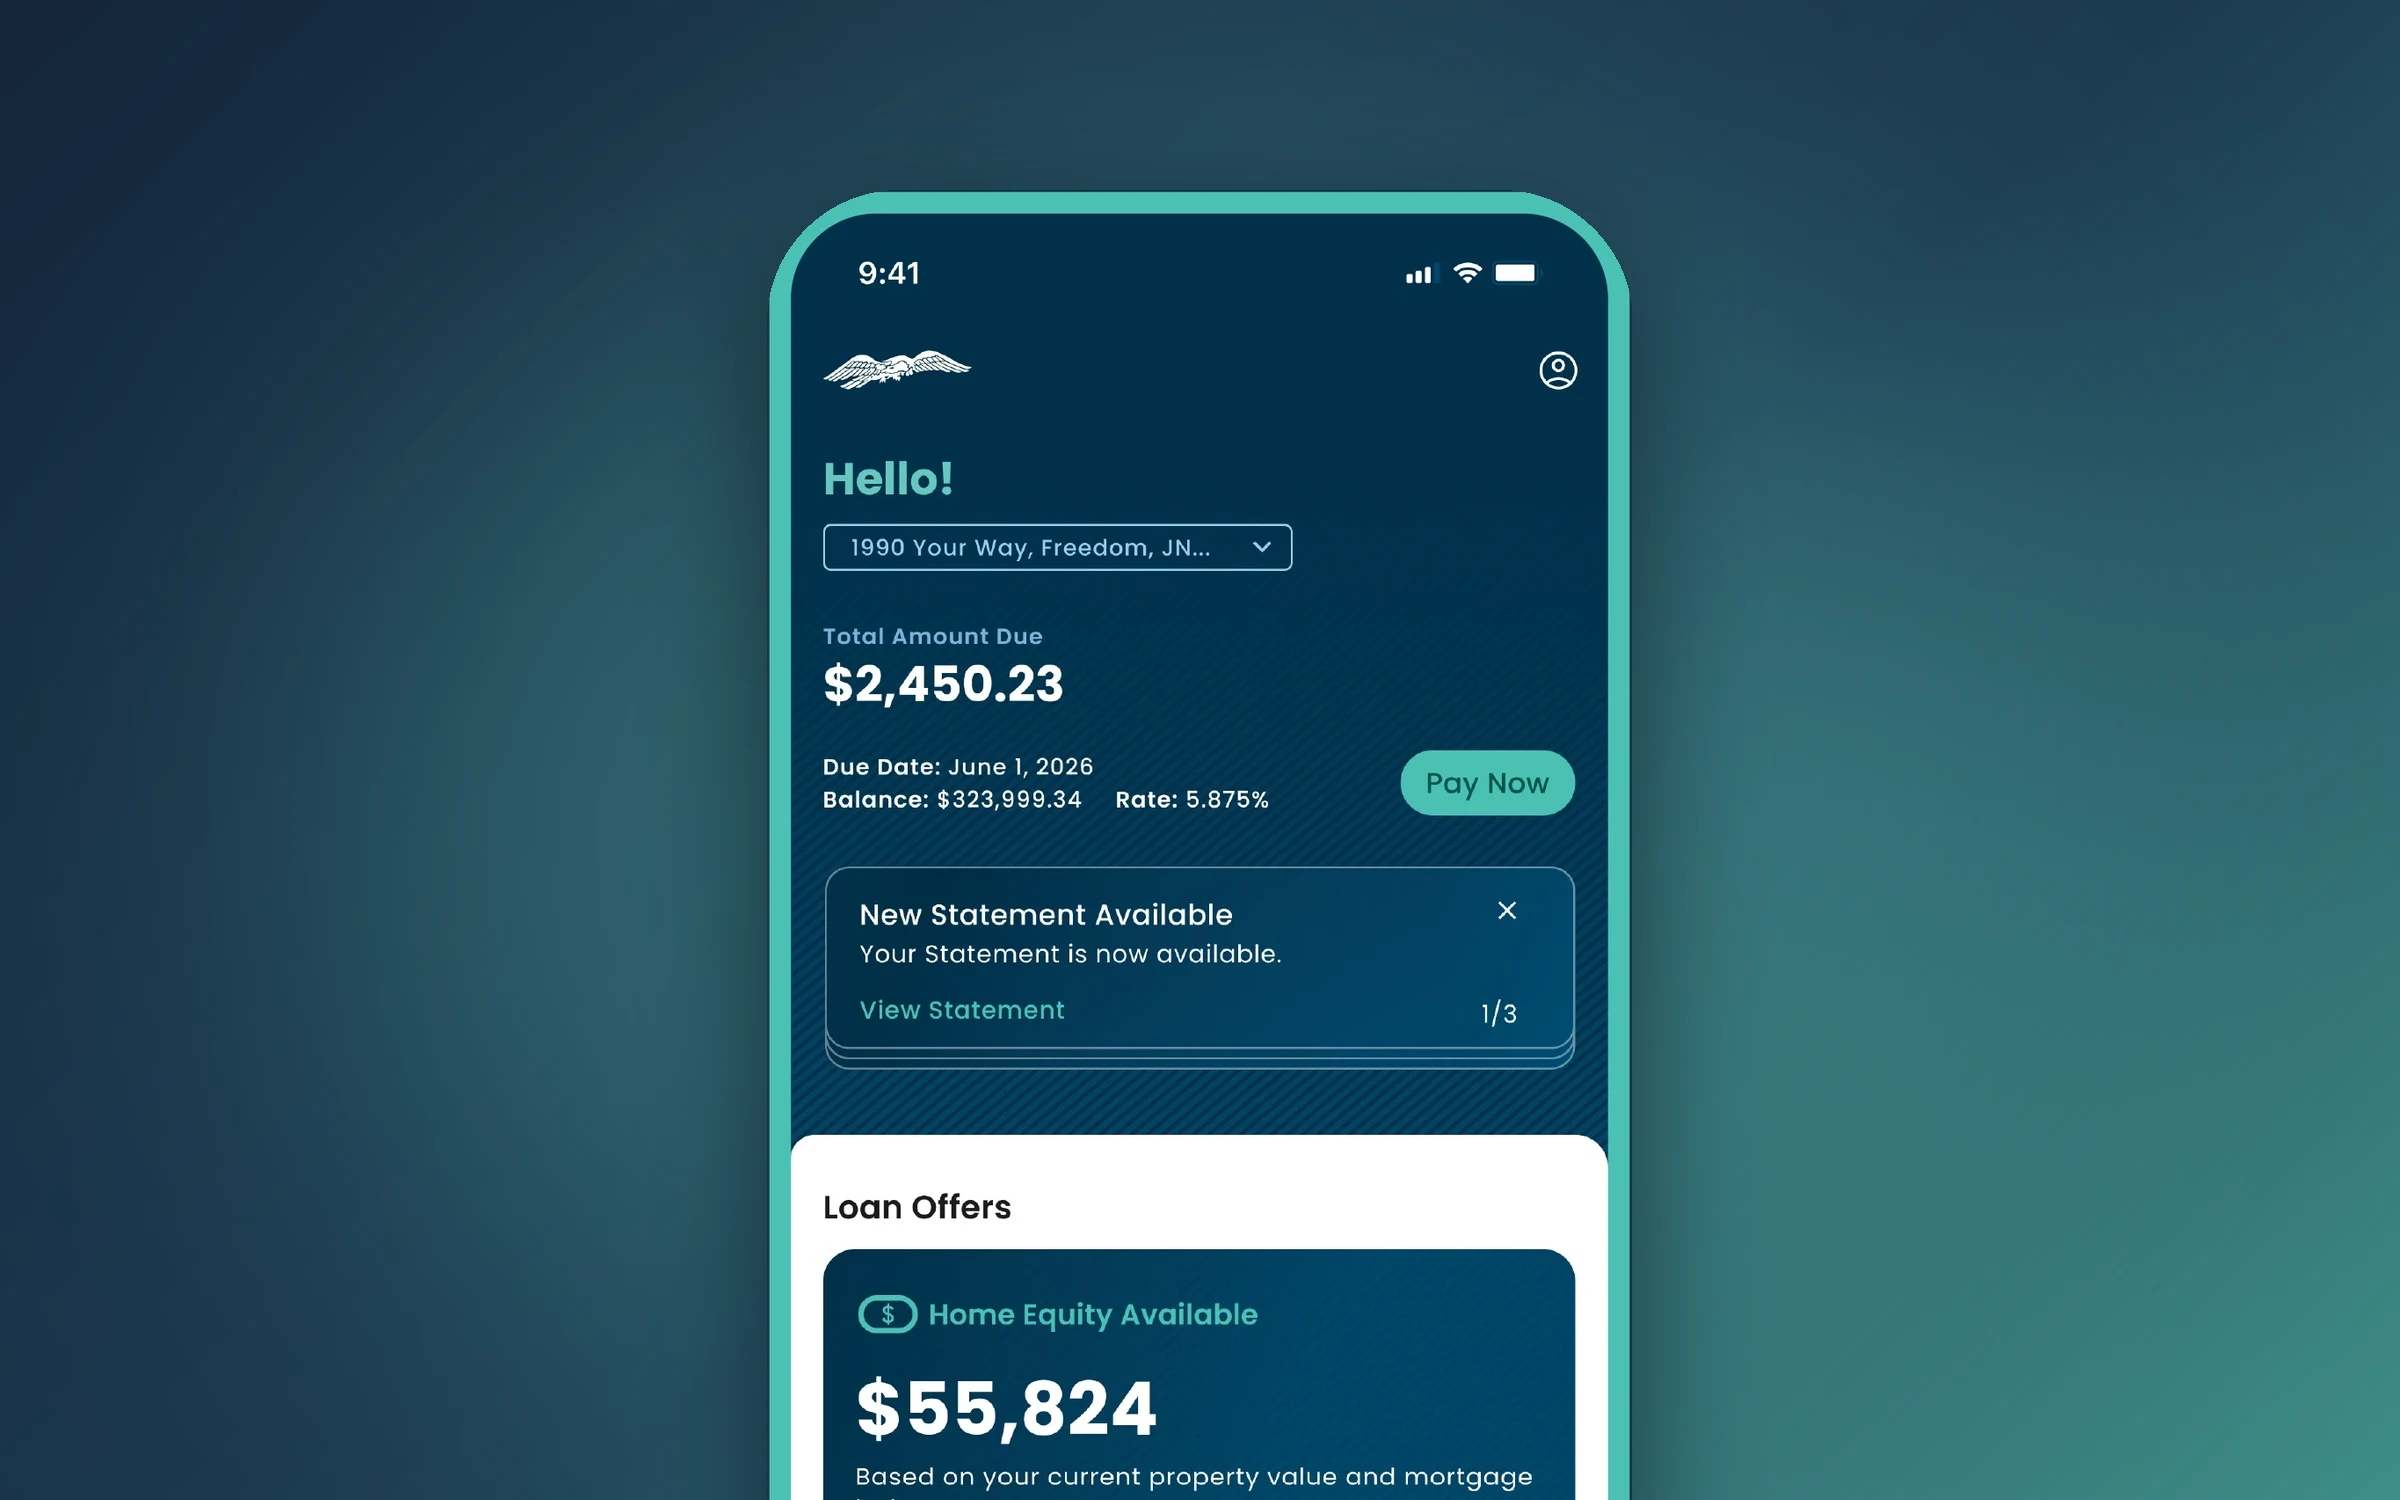 9:41
Hello!
1990 Your Way, Freedom, JN...
Total Amount Due
$2,450.23
Due Date: June 1, 2026
Balance: $323,999.34 Rate: 5.875%
Pay Now
New Statement Available
Your Statement is now available.
View Statement
1/3
Loan Offers
$ Home Equity Available
$55,824
Based on your current property value and mortgage